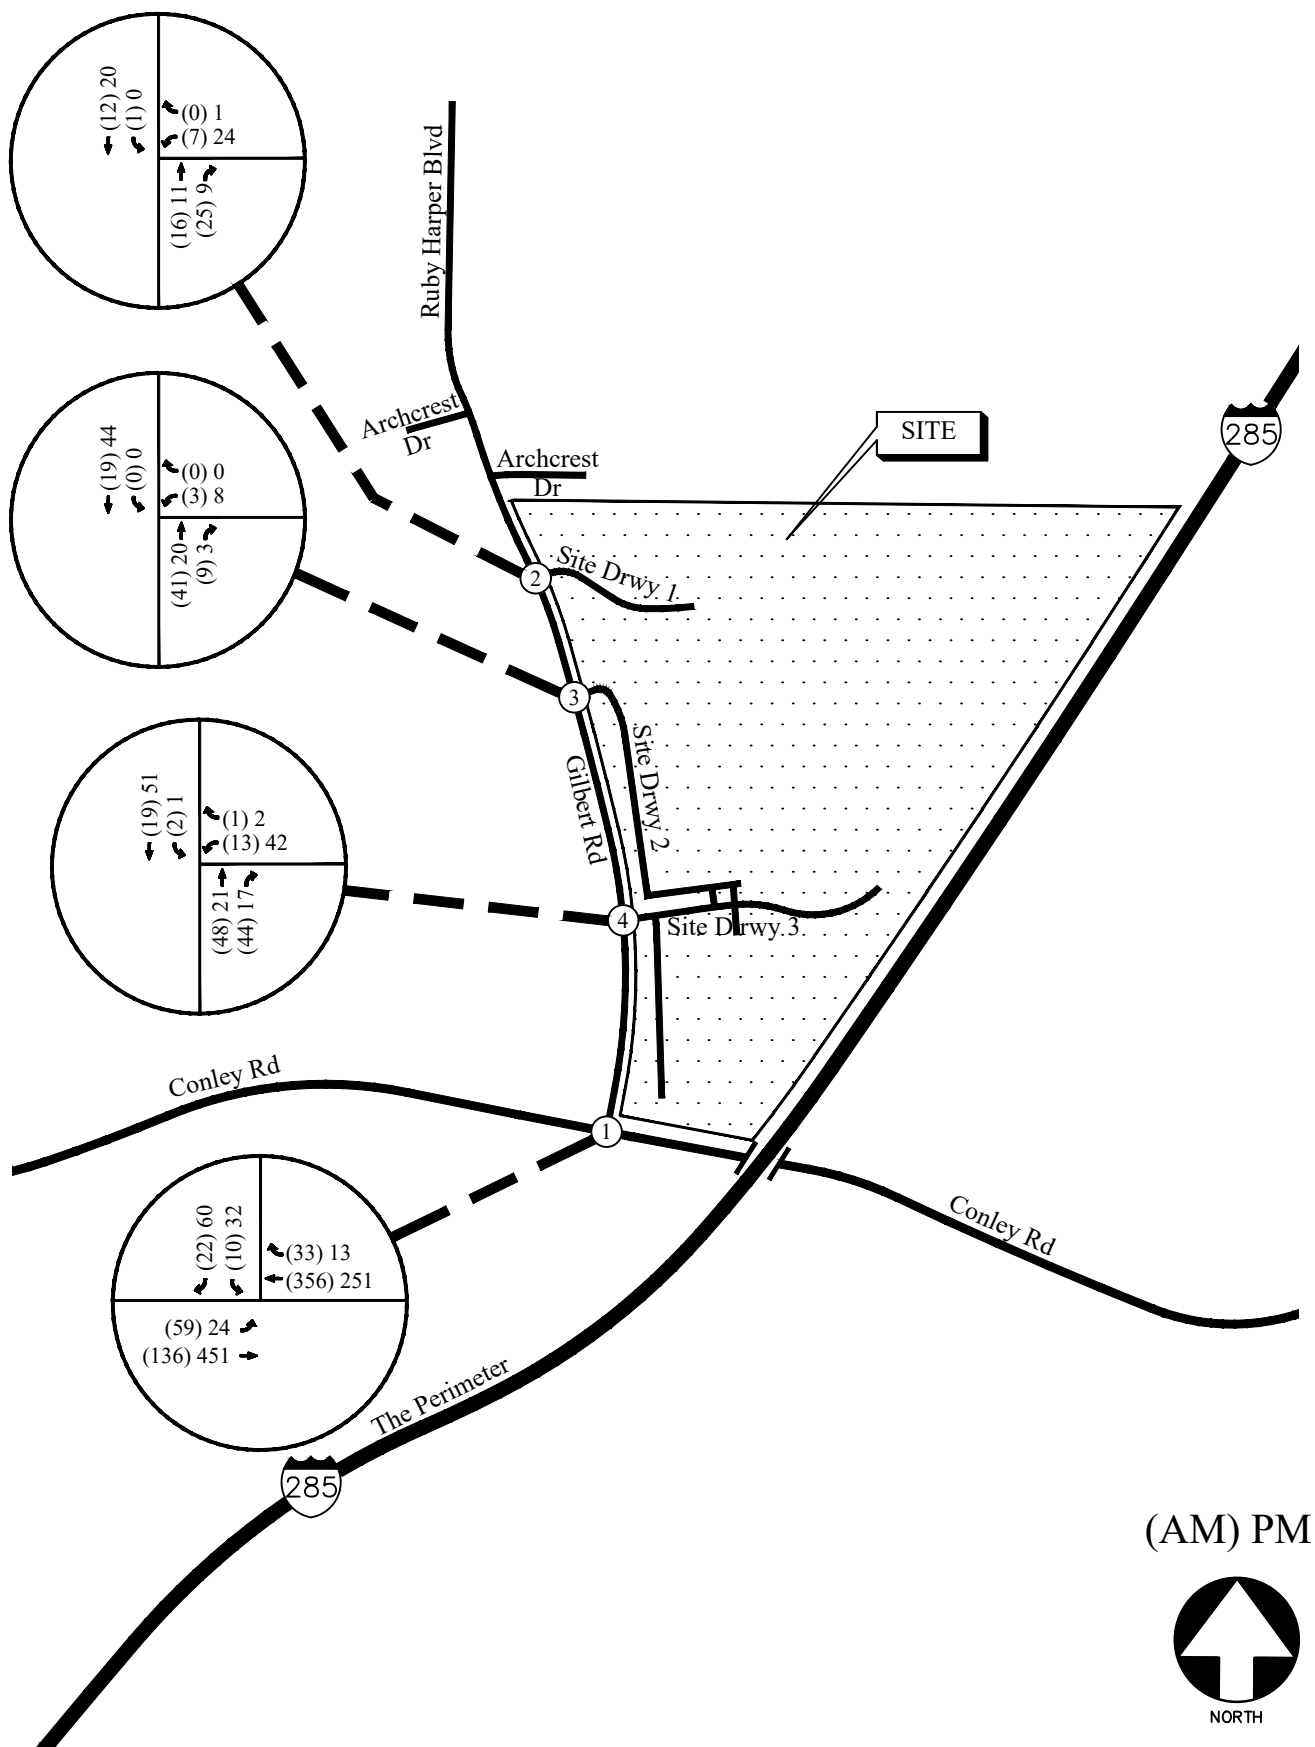 (12) 20
(1) 0
(0) 1
(7) 24
(16) 11
(25) 9
Ruby Harper Blvd
(19) 44
(0) 0
(0) 0
(3) 8
(41) 20
(9) 3
Archcrest
Dr
Archcrest
Dr
SITE
285
2
Site Drwy 1
3
Site Drwy 2
Gilbert Rd
(19) 51
(2) 1
(1) 2
(13) 42
(48) 21
(44) 17
4
Site Drwy 3
Conley Rd
1
Conley Rd
(22) 60
(10) 32
(33) 13
(356) 251
(59) 24
(136) 451
The Perimeter
285
(AM) PM
NORTH